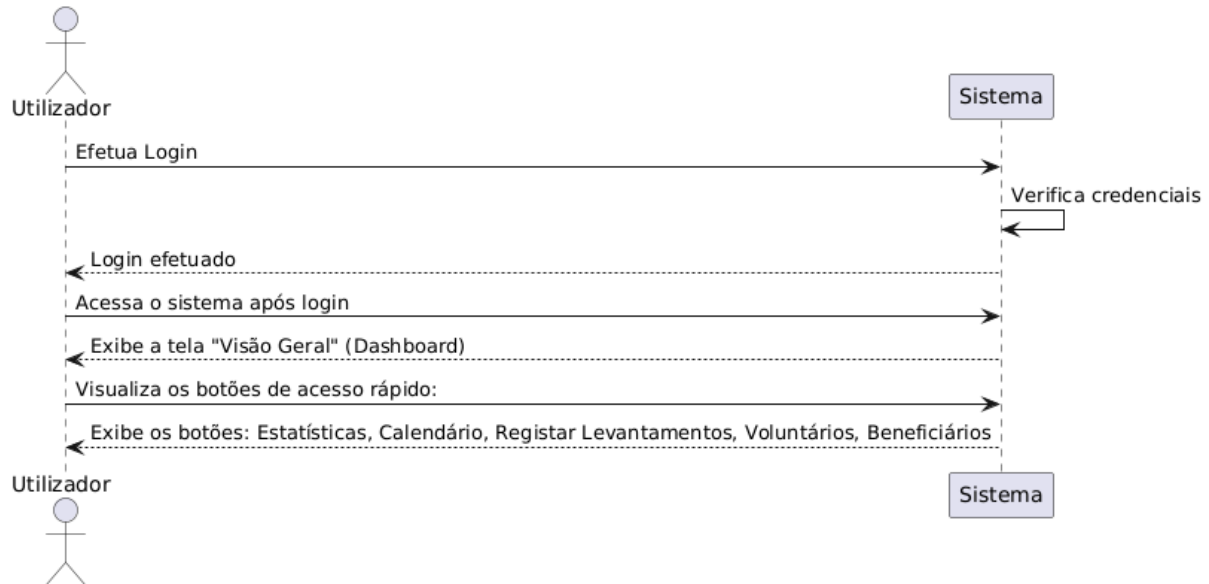 Utilizador
Sistema
Efetua Login
Verifica credenciais
Login efetuado
Acessa o sistema após login
Exibe a tela "Visão Geral" (Dashboard)
Visualiza os botões de acesso rápido:
Exibe os botões: Estatísticas, Calendário, Registar Levantamentos, Voluntários, Beneficiários
Utilizador
Sistema